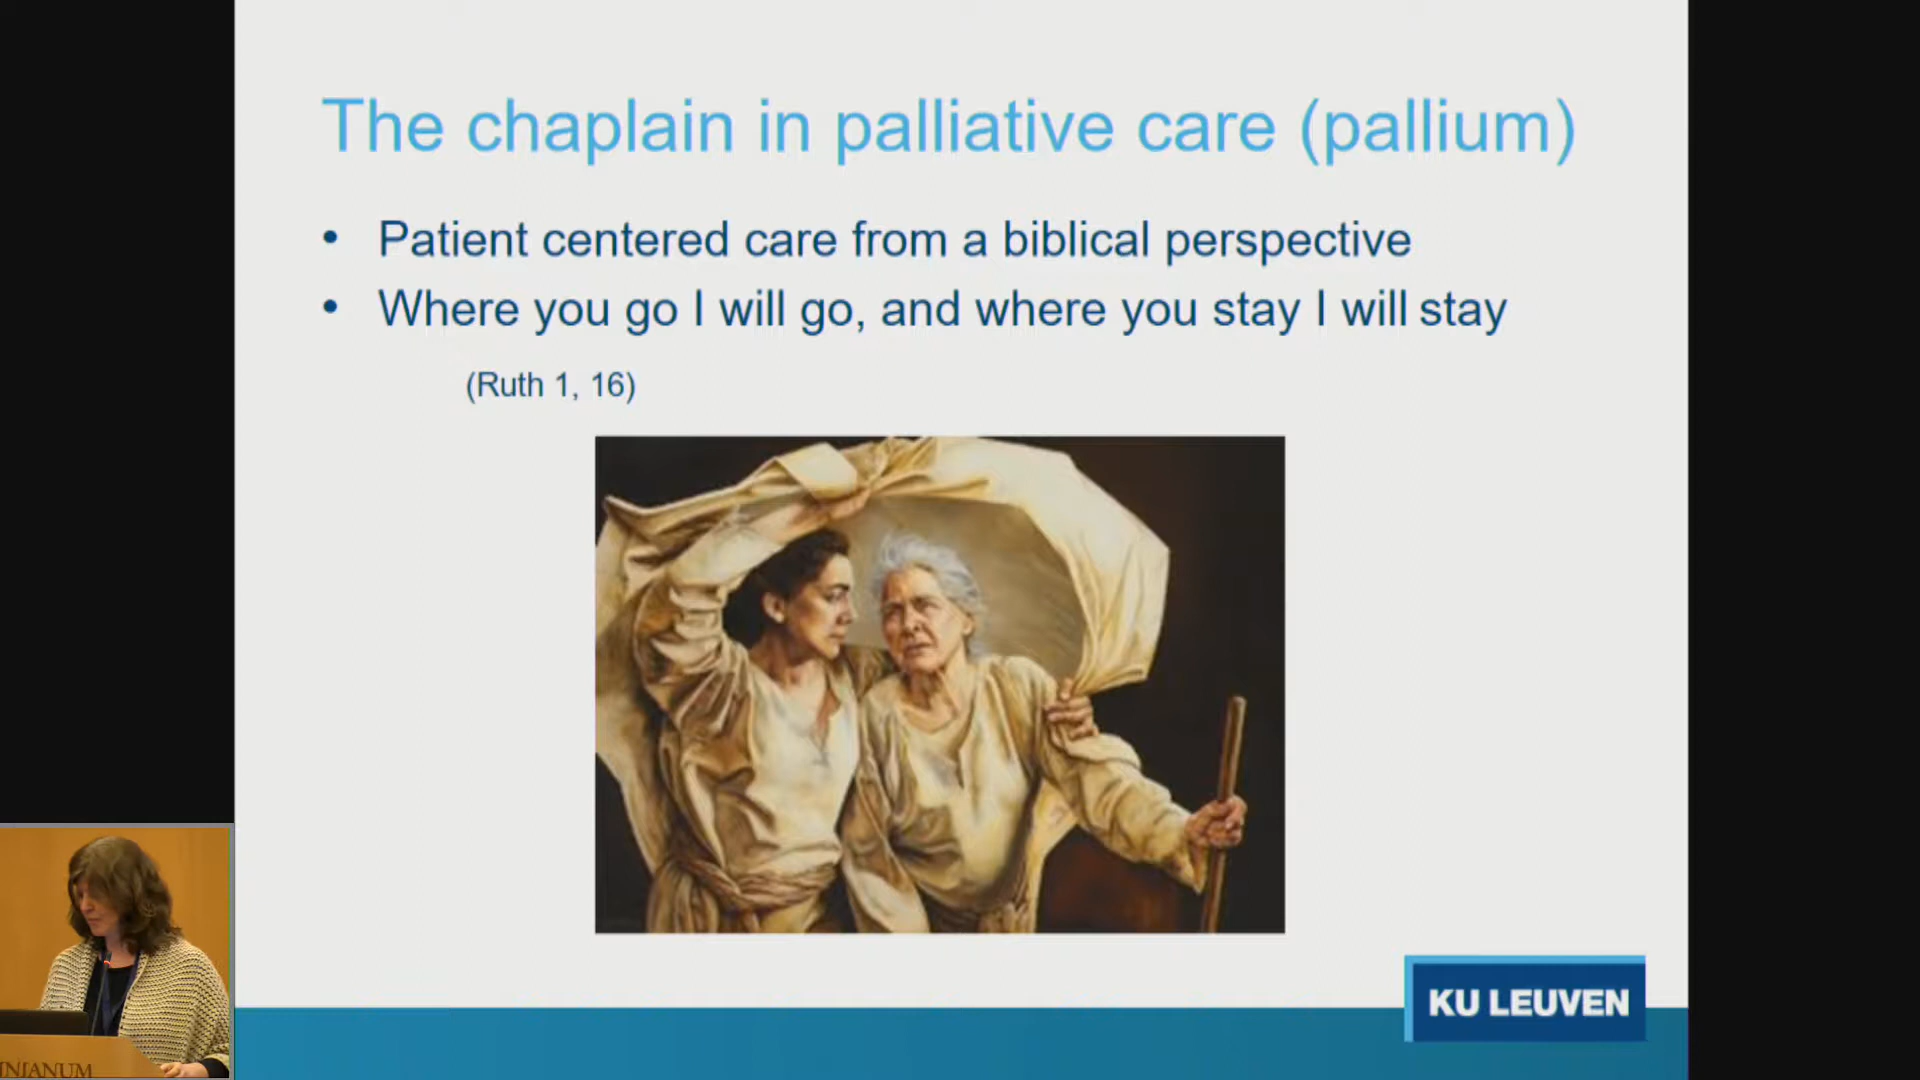 The chaplain in palliative care (pallium)
• Patient centered care from a biblical perspective
• Where you go I will go, and where you stay I will stay
(Ruth 1, 16)
KU LEUVEN
NIANUM